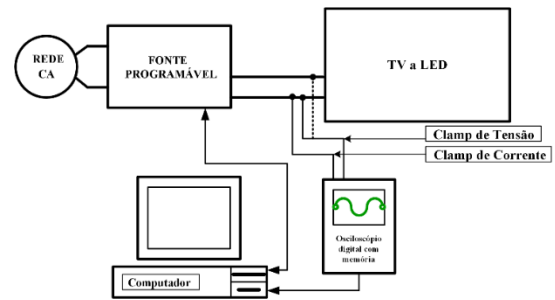 REDE
CA
FONTE
PROGRAMÁVEL
TV a LED
Clamp de Tensão
Clamp de Corrente
Osciloscópio
digital com
memória
Computador